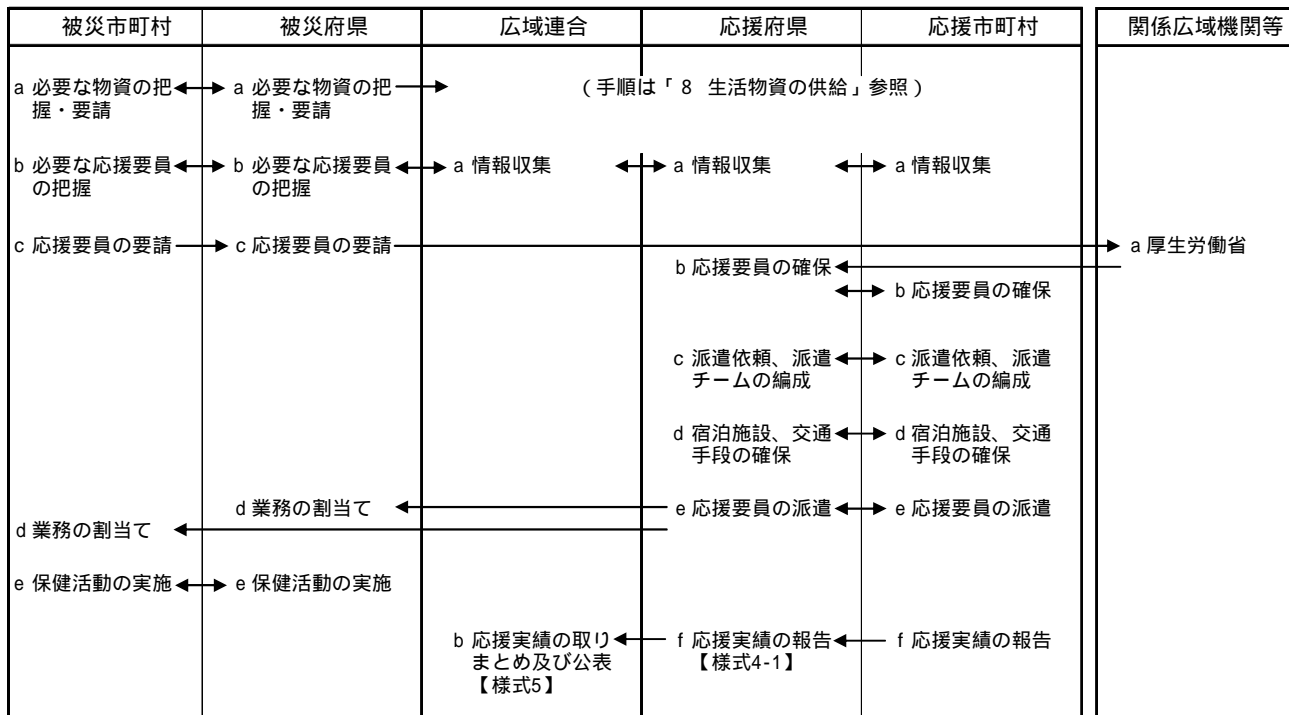 被災市町村 被災府県 広域連合 応援府県 応援市町村 関係広域機関等
a 必要な物資の把 a 必要な物資の把 (手順は「8 生活物資の供給」参照)
握・要請 握・要請
b 必要な応援要員 b 必要な応援要員 a 情報収集 a 情報収集 a 情報収集
の把握 の把握
c 応援要員の要請 c 応援要員の要請 a 厚生労働省
b 応援要員の確保
b 応援要員の確保
c 派遣依頼、派遣 c 派遣依頼、派遣
チームの編成 チームの編成
d 宿泊施設、交通 d 宿泊施設、交通
手段の確保 手段の確保
d 業務の割当て e 応援要員の派遣 e 応援要員の派遣
d 業務の割当て
e 保健活動の実施 e 保健活動の実施
b 応援実績の取り f 応援実績の報告 f 応援実績の報告
まとめ及び公表 【様式4-1】
【様式5】